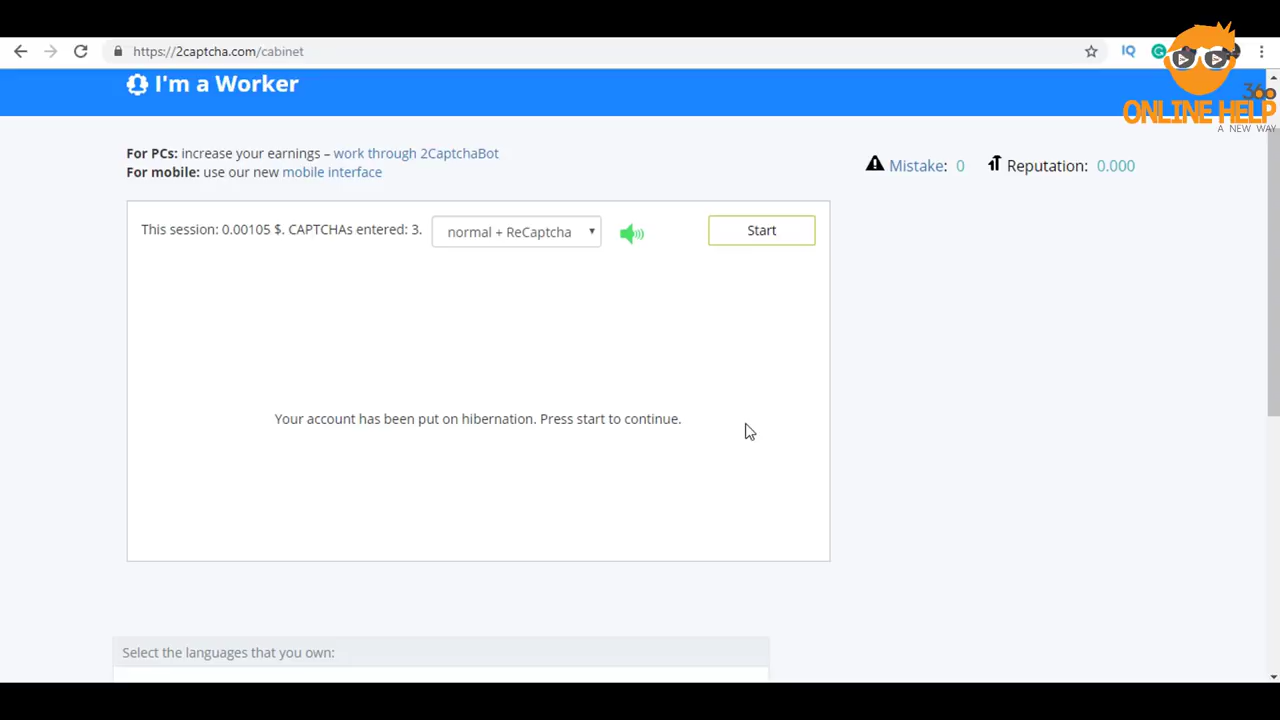 https://2captcha.com/cabinet
IQ
I'm a Worker
360
ONLINE HELP
A NEW WAY
For PCs: increase your earnings – work through 2CaptchaBot
For mobile: use our new mobile interface
Mistake: 0 Reputation: 0.000
This session: 0.00105 $. CAPTCHAs entered: 3. normal + ReCaptcha Start
Your account has been put on hibernation. Press start to continue.
Select the languages that you own: